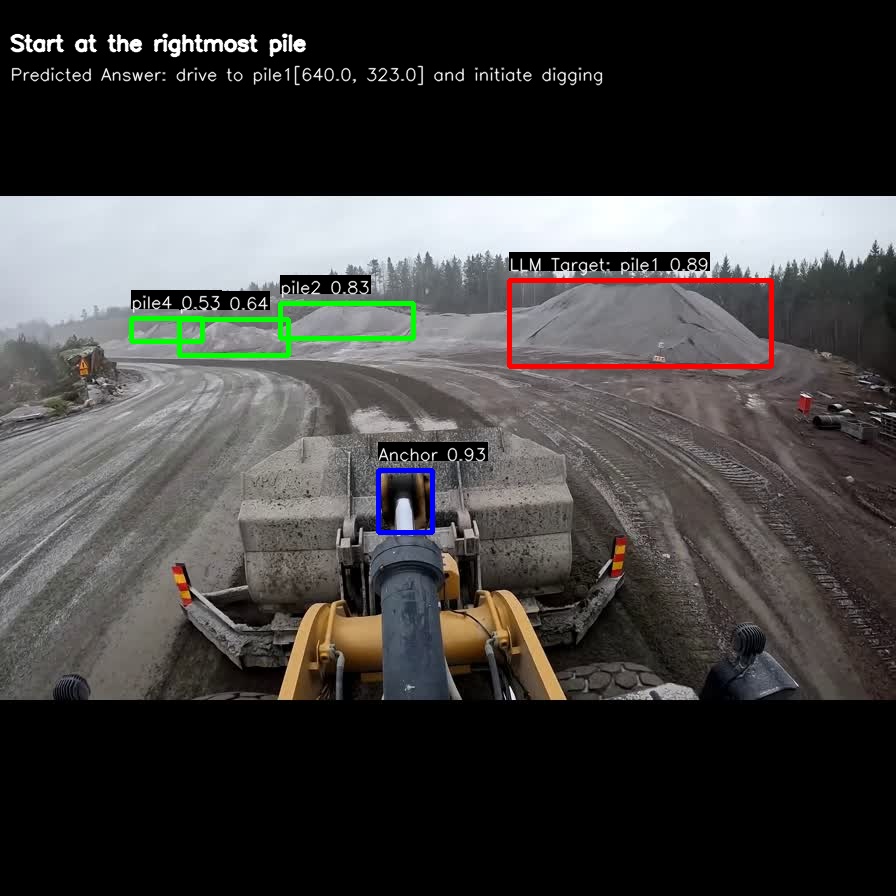 Start at the rightmost pile
Predicted Answer: drive to pile1[640.0, 323.0] and initiate digging
LLM Target: pile1 0.89
pile2 0.83
pile4 0.53 0.64
Anchor 0.93